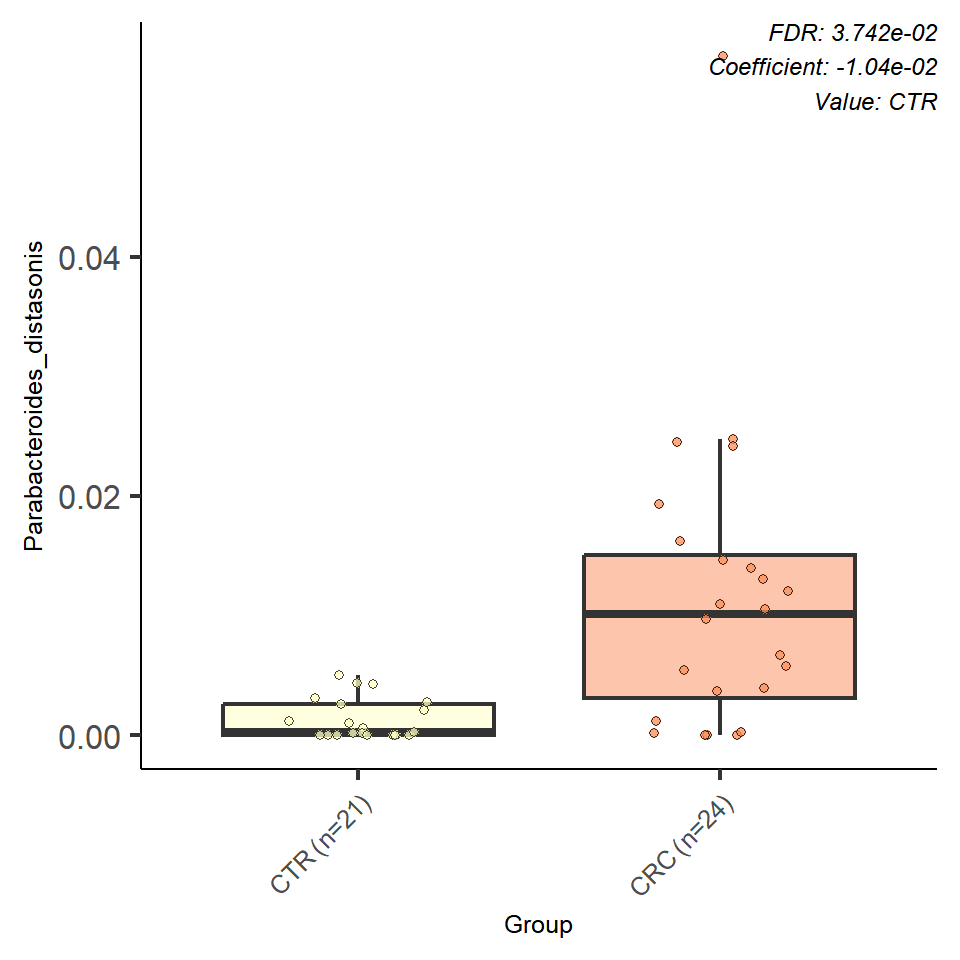 FDR: 3.742e-02
Coefficient: -1.04e-02
Value: CTR
Parabacteroides_distasonis
0.04
0.02
0.00
CTR (n=21)
CRC (n=24)
Group